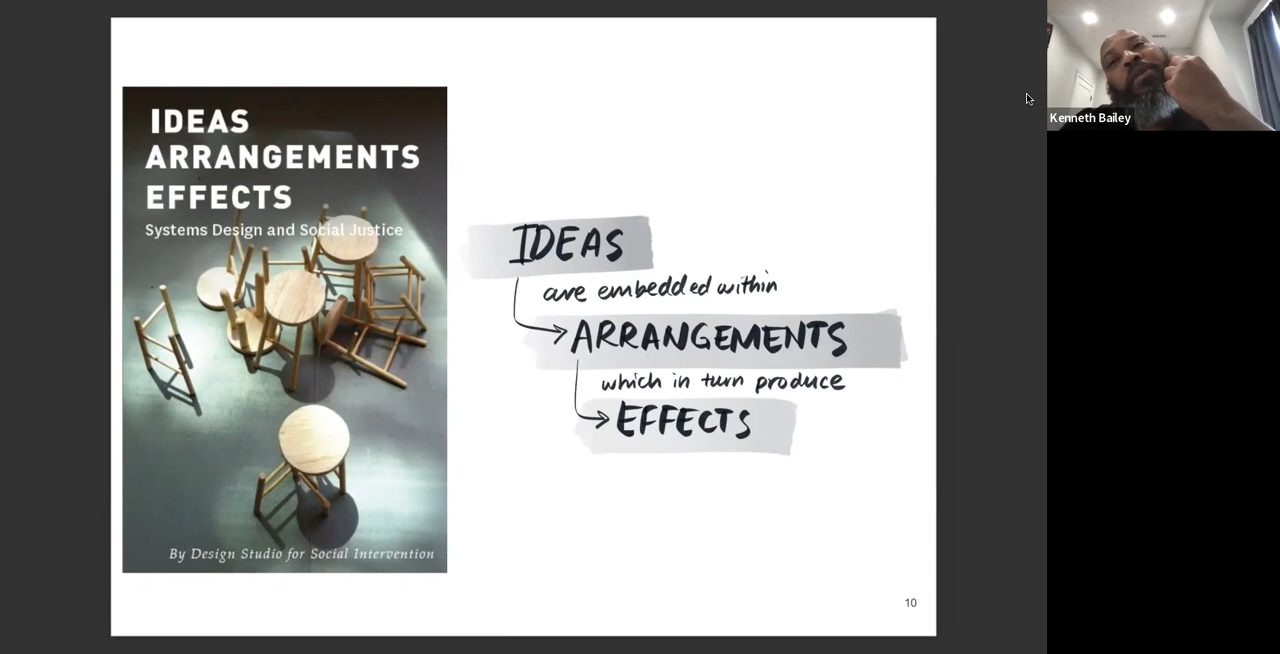 IDEAS
ARRANGEMENTS
EFFECTS
Systems Design and Social Justice
By Design Studio for Social Intervention
IDEAS
are embedded within
ARRANGEMENTS
which in turn produce
EFFECTS
10
Kenneth Bailey